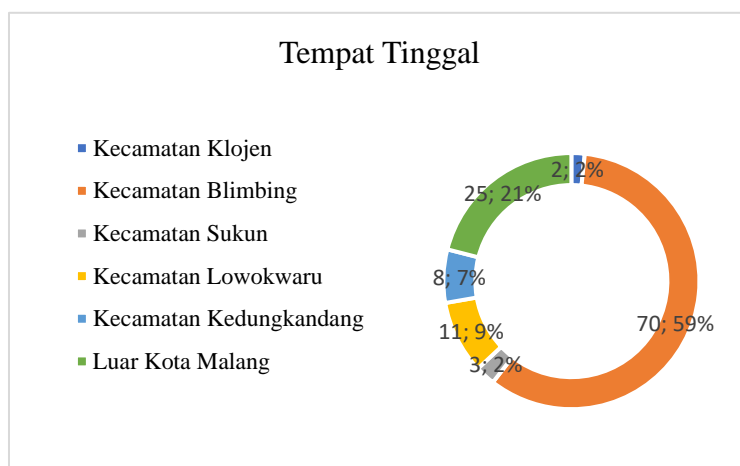 Tempat Tinggal
Kecamatan Klojen
Kecamatan Blimbing
Kecamatan Sukun
Kecamatan Lowokwaru
Kecamatan Kedungkandang
Luar Kota Malang
2; 2%
70; 59%
3; 2%
11; 9%
8; 7%
25; 21%